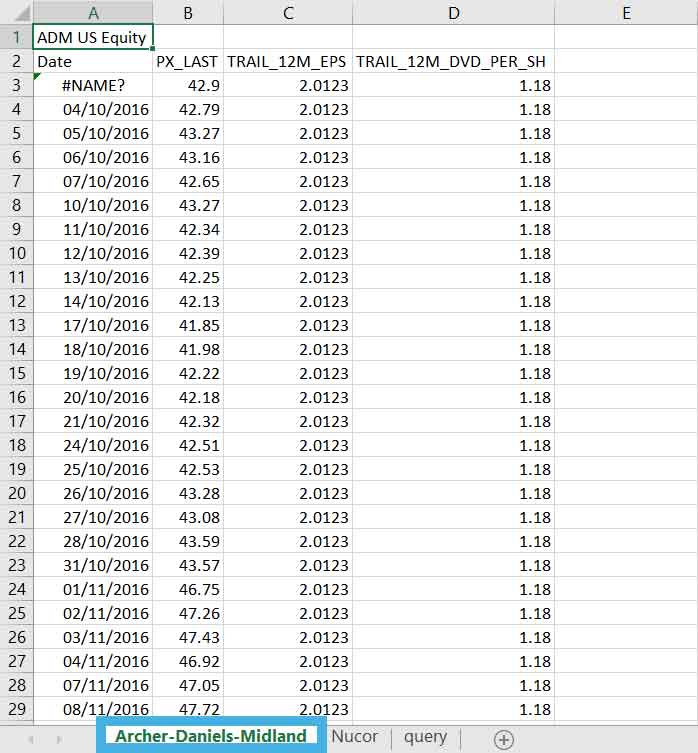 A B C D E
1 ADM US Equity
2 Date PX_LAST TRAIL_12M_EPS TRAIL_12M_DVD_PER_SH
3 #NAME? 42.9 2.0123 1.18
4 04/10/2016 42.79 2.0123 1.18
5 05/10/2016 43.27 2.0123 1.18
6 06/10/2016 43.16 2.0123 1.18
7 07/10/2016 42.65 2.0123 1.18
8 10/10/2016 43.27 2.0123 1.18
9 11/10/2016 42.34 2.0123 1.18
10 12/10/2016 42.39 2.0123 1.18
11 13/10/2016 42.25 2.0123 1.18
12 14/10/2016 42.13 2.0123 1.18
13 17/10/2016 41.85 2.0123 1.18
14 18/10/2016 41.98 2.0123 1.18
15 19/10/2016 42.22 2.0123 1.18
16 20/10/2016 42.18 2.0123 1.18
17 21/10/2016 42.32 2.0123 1.18
18 24/10/2016 42.51 2.0123 1.18
19 25/10/2016 42.53 2.0123 1.18
20 26/10/2016 43.28 2.0123 1.18
21 27/10/2016 43.08 2.0123 1.18
22 28/10/2016 43.59 2.0123 1.18
23 31/10/2016 43.57 2.0123 1.18
24 01/11/2016 46.75 2.0123 1.18
25 02/11/2016 47.26 2.0123 1.18
26 03/11/2016 47.43 2.0123 1.18
27 04/11/2016 46.92 2.0123 1.18
28 07/11/2016 47.05 2.0123 1.18
29 08/11/2016 47.72 2.0123 1.18
Archer-Daniels-Midland Nucor query